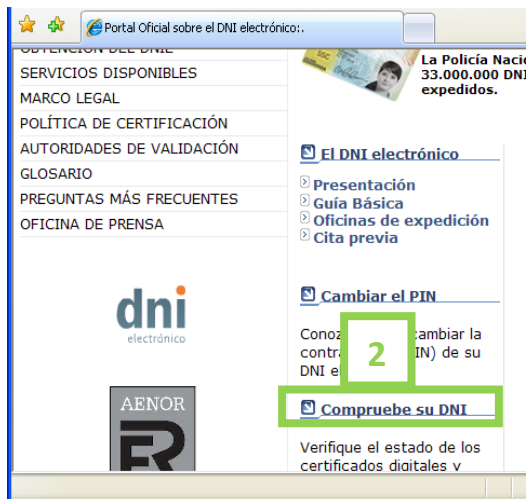 Portal Oficial sobre el DNI electrónico:.
OBTENCIÓN DEL DNIE
SERVICIOS DISPONIBLES
MARCO LEGAL
POLÍTICA DE CERTIFICACIÓN
AUTORIDADES DE VALIDACIÓN
GLOSARIO
PREGUNTAS MÁS FRECUENTES
OFICINA DE PRENSA
dni
electrónico
AENOR
ER
La Policía Naci
33.000.000 DNI
expedidos.
El DNI electrónico
Presentación
Guía Básica
Oficinas de expedición
Cita previa
Cambiar el PIN
Conoz cambiar la
contra IN) de su
DNI e
2
Compruebe su DNI
Verifique el estado de los
certificados digitales y